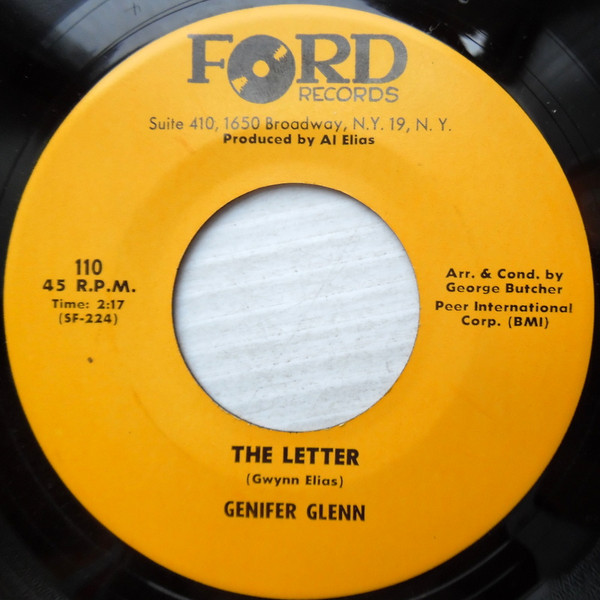 FORD
RECORDS
Suite 410, 1650 Broadway, N.Y. 19, N. Y.
Produced by Al Elias
110
45 R.P.M.
Time: 2:17
(SF-224)
Arr. & Cond. by
George Butcher
Peer International
Corp. (BMI)
THE LETTER
(Gwynn Elias)
GENIFER GLENN